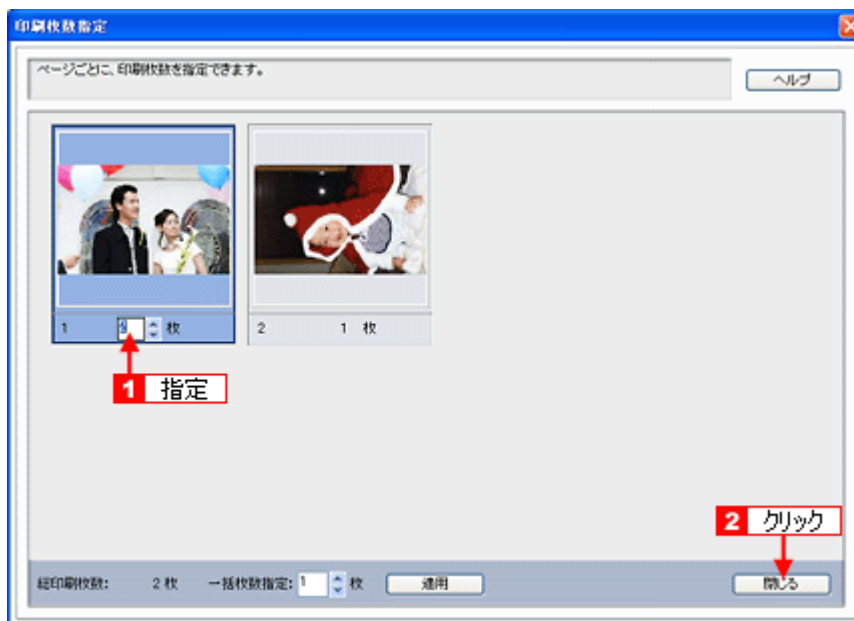 印刷枚数指定
ページごとに、印刷枚数を指定できます。
ヘルプ
1 枚
2 1 枚
1 指定
2 クリック
総印刷枚数: 2 枚 一括枚数指定: 1 枚 適用 閉じる